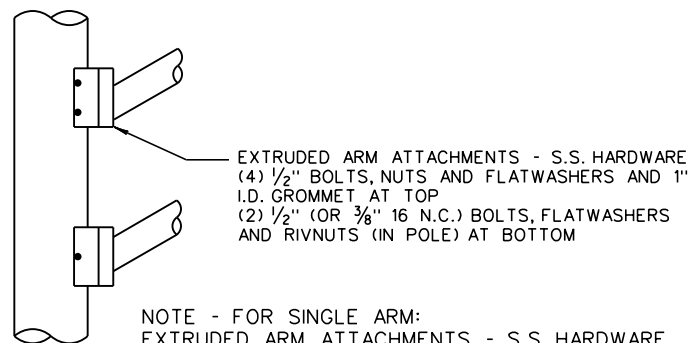 EXTRUDED ARM ATTACHMENTS - S.S. HARDWARE
(4) 1/2" BOLTS, NUTS AND FLATWASHERS AND 1"
I.D. GROMMET AT TOP
(2) 1/2" (OR 3/8" 16 N.C.) BOLTS, FLATWASHERS
AND RIVNUTS (IN POLE) AT BOTTOM
NOTE - FOR SINGLE ARM:
EXTRUDED ARM ATTACHMENTS - S.S. HARDWARE